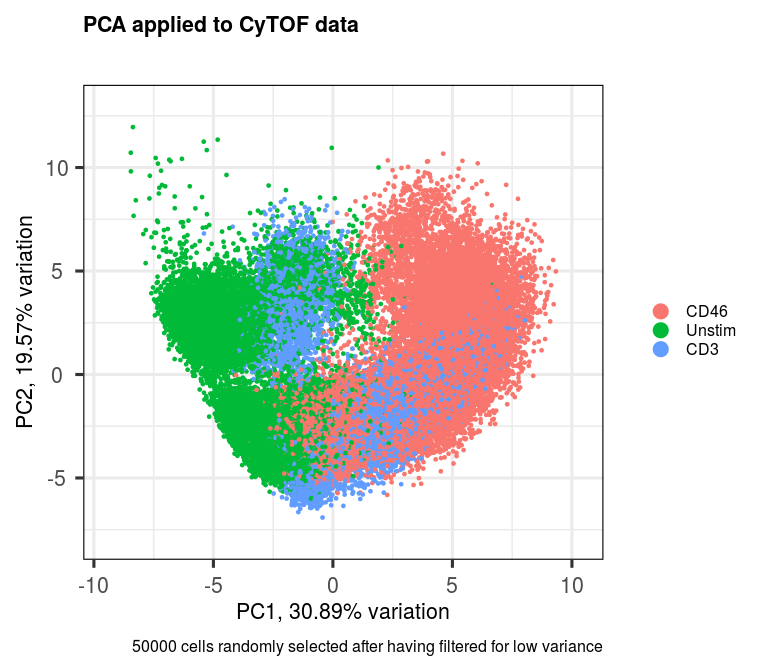 PCA applied to CyTOF data
PC2, 19.57% variation
10
5
0
-5
-10 -5 0 5 10
PC1, 30.89% variation
CD46
Unstim
CD3
50000 cells randomly selected after having filtered for low variance